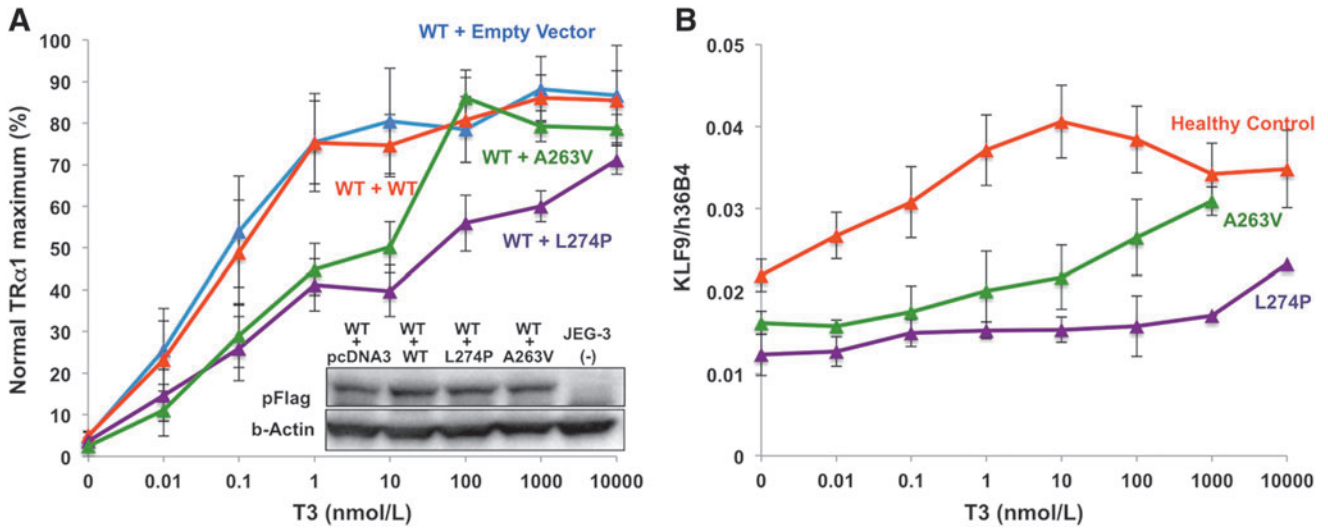 A
Normal TRα1 maximum (%)
100
90
80
70
60
50
40
30
20
10
0
WT + Empty Vector
WT + A263V
WT + WT
WT + L274P
WT + pcDNA3
WT + WT
WT + L274P
WT + A263V
JEG-3 (-)
pFlag
b-Actin
0 0.01 0.1 1 10 100 1000 10000
T3 (nmol/L)
B
KLF9/h36B4
0.05
0.04
0.03
0.02
0.01
0
Healthy Control
A263V
L274P
0 0.01 0.1 1 10 100 1000 10000
T3 (nmol/L)